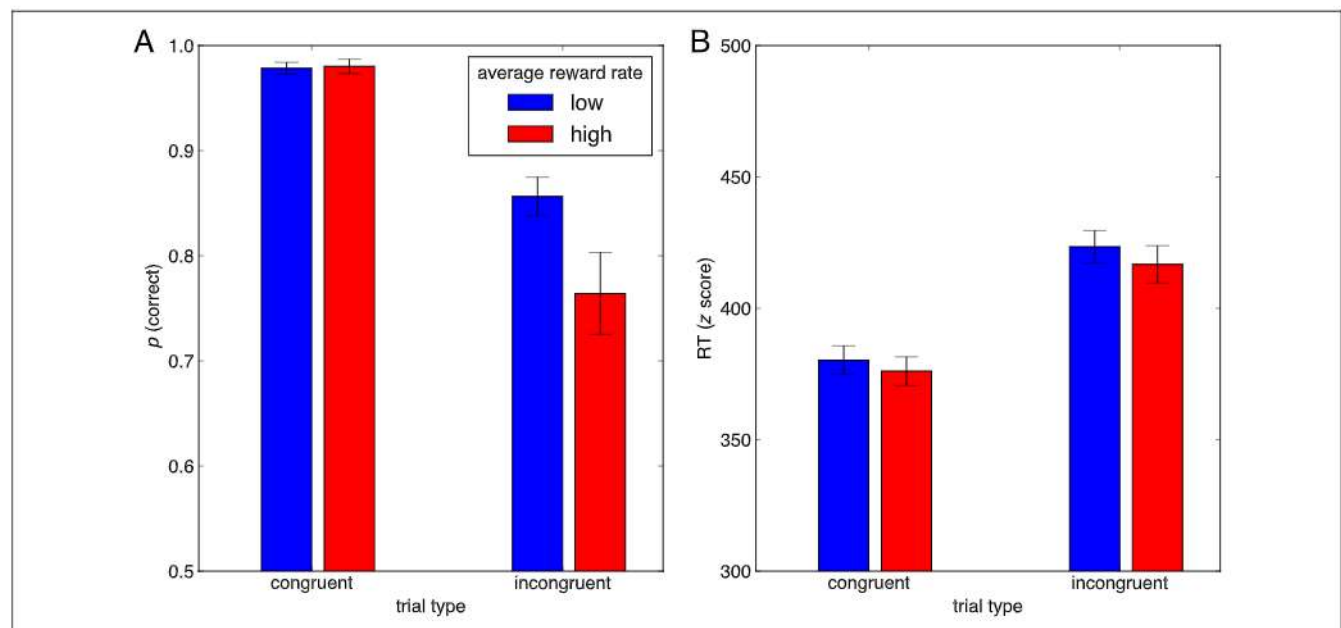 A
1.0
0.9
0.8
0.7
0.6
0.5
p (correct)
average reward rate
low
high
congruent
incongruent
trial type
B
500
450
400
350
300
RT (z score)
congruent
incongruent
trial type